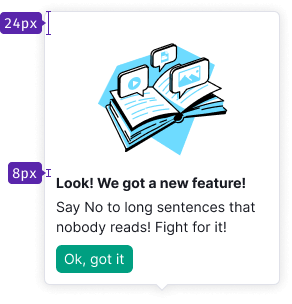 24px
8px
Look! We got a new feature!
Say No to long sentences that
nobody reads! Fight for it!
Ok, got it